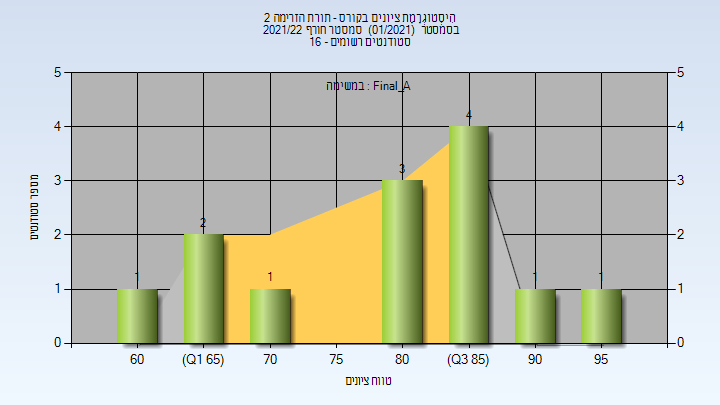 היסטוגרמת ציונים בקורס - תורת הזרימה 2
בסמסטר (01/2021) סמסטר חורף 2021/22
סטודנטים רשומים - 16
במשימה : Final_A
5 5
4 4
3 3
2 2
1 1
0 0
1 2 1 3 4 1 1
מספר סטודנטים
60 (Q1 65) 70 75 80 (Q3 85) 90 95
טווח ציונים